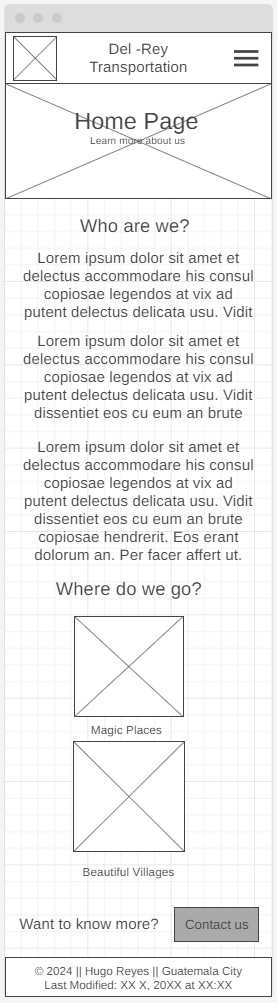 Del -Rey
Transportation
Home Page
Learn more about us
Who are we?
Lorem ipsum dolor sit amet et
delectus accommodare his consul
copiosae legendos at vix ad
putent delectus delicata usu. Vidit
Lorem ipsum dolor sit amet et
delectus accommodare his consul
copiosae legendos at vix ad
putent delectus delicata usu. Vidit
dissentiet eos cu eum an brute
Lorem ipsum dolor sit amet et
delectus accommodare his consul
copiosae legendos at vix ad
putent delectus delicata usu. Vidit
dissentiet eos cu eum an brute
copiosae hendrerit. Eos erant
dolorum an. Per facer affert ut.
Where do we go?
Magic Places
Beautiful Villages
Want to know more?
Contact us
© 2024 || Hugo Reyes || Guatemala City
Last Modified: XX X, 20XX at XX:XX